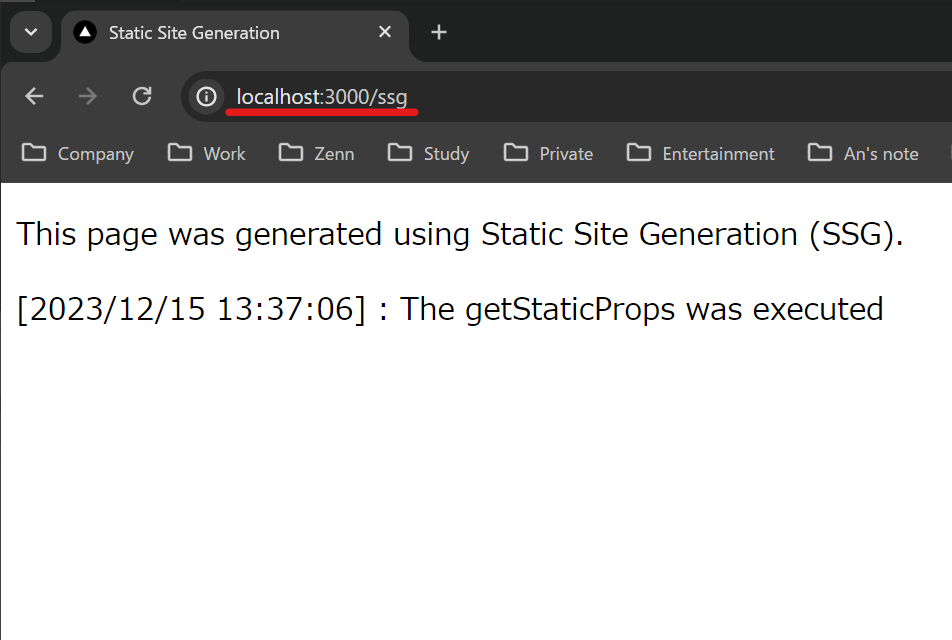 Static Site Generation
localhost:3000/ssg
Company Work Zenn Study Private Entertainment An's note
This page was generated using Static Site Generation (SSG).
[2023/12/15 13:37:06] : The getStaticProps was executed